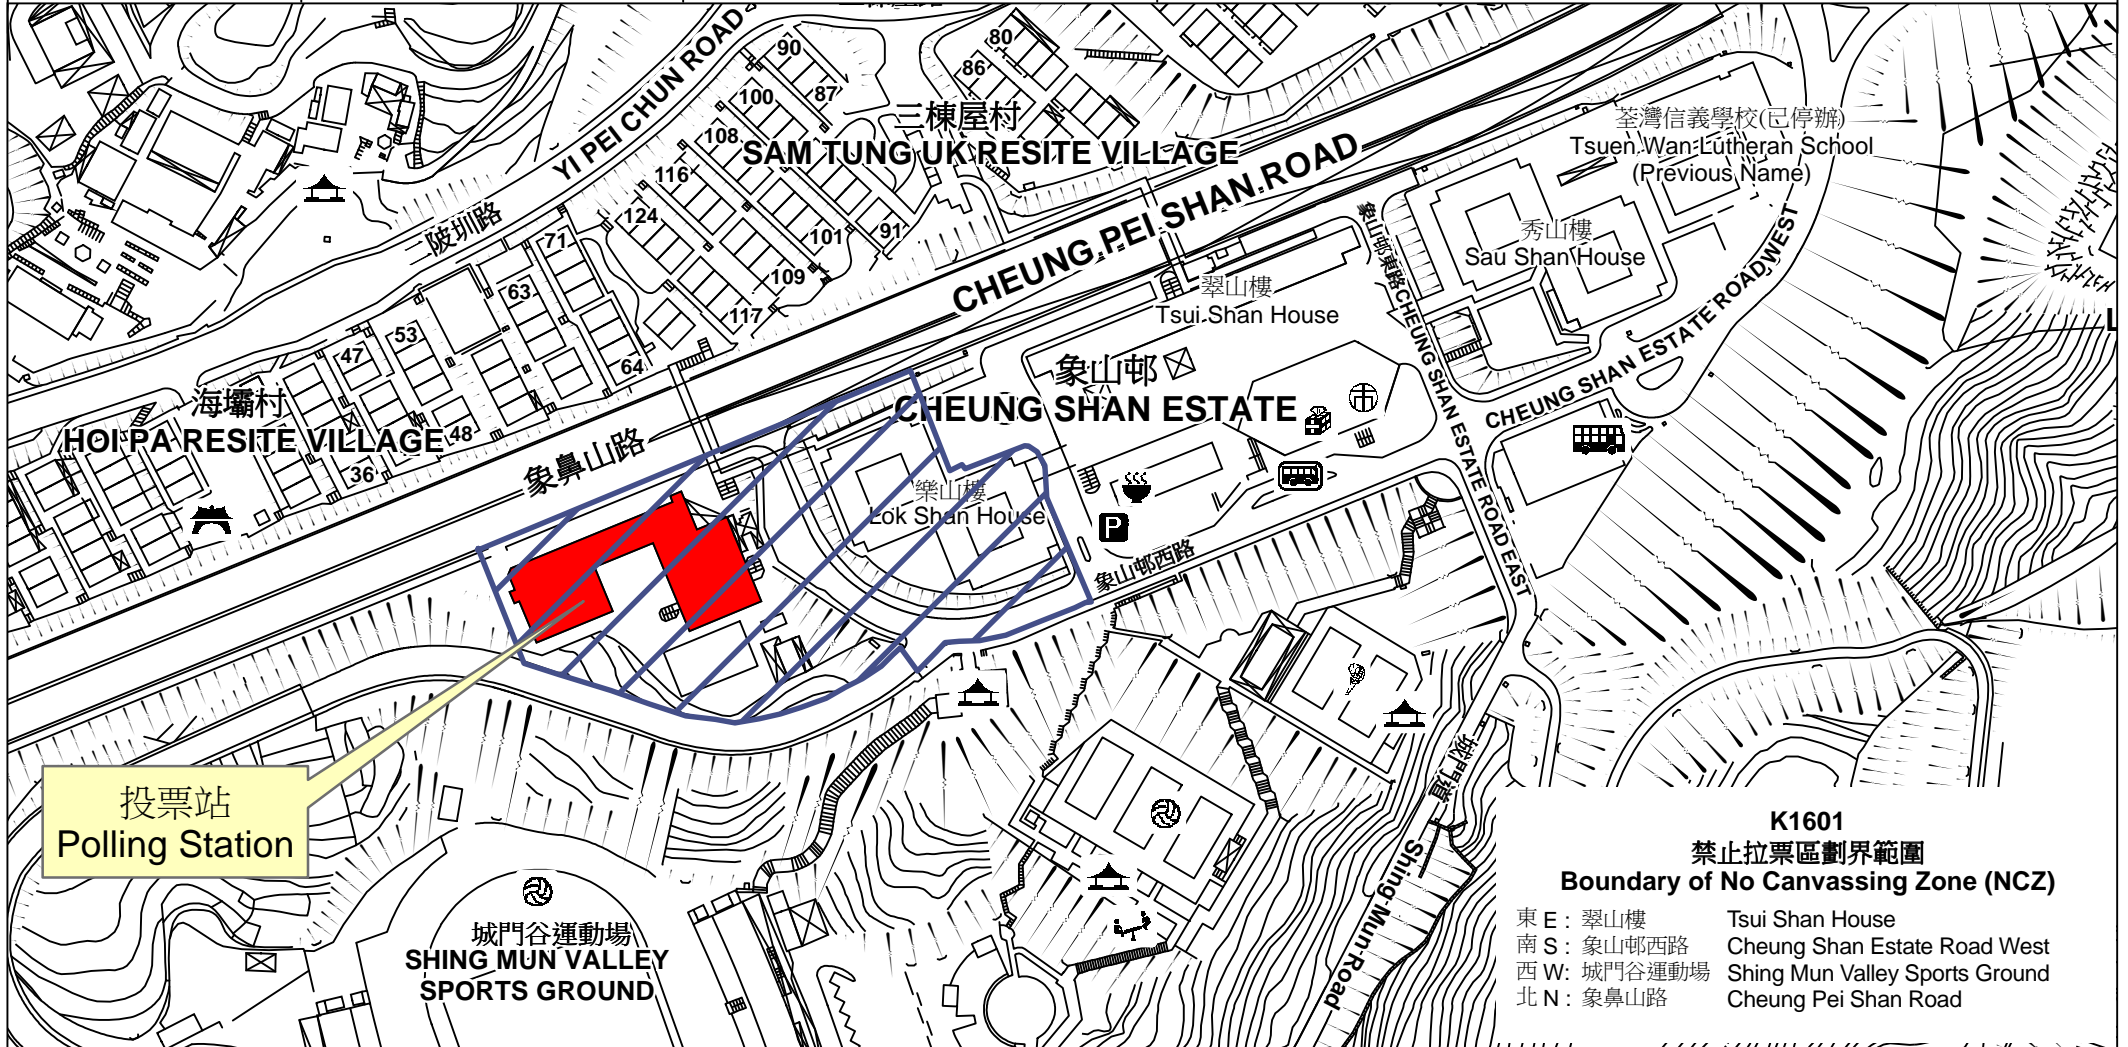 YI PEI CHUN ROAD
陂圳路
90
87
100
108
116
124
80
86
三棟屋村
SAM TUNG UK RESITE VILLAGE
101
91
109
117
71
63
64
53
47
48
36
海壩村
HOI PA RESITE VILLAGE
CHEUNG PEI SHAN ROAD
象鼻山路
荃灣信義學校(已停辦)
Tsuen Wan Lutheran School
(Previous Name)
秀山樓
Sau Shan House
翠山樓
Tsui Shan House
象山邨
CHEUNG SHAN ESTATE
象山邨東路
CHEUNG SHAN ESTATE ROAD EAST
CHEUNG SHAN ESTATE ROAD WEST
樂山樓
Lok Shan House
P
象山邨西路
城門道
Shing Mun Road
投票站
Polling Station
城門谷運動場
SHING MUN VALLEY
SPORTS GROUND
K1601
禁止拉票區劃界範圍
Boundary of No Canvassing Zone (NCZ)
東 E : 翠山樓 Tsui Shan House
南 S : 象山邨西路 Cheung Shan Estate Road West
西 W: 城門谷運動場 Shing Mun Valley Sports Ground
北 N : 象鼻山路 Cheung Pei Shan Road